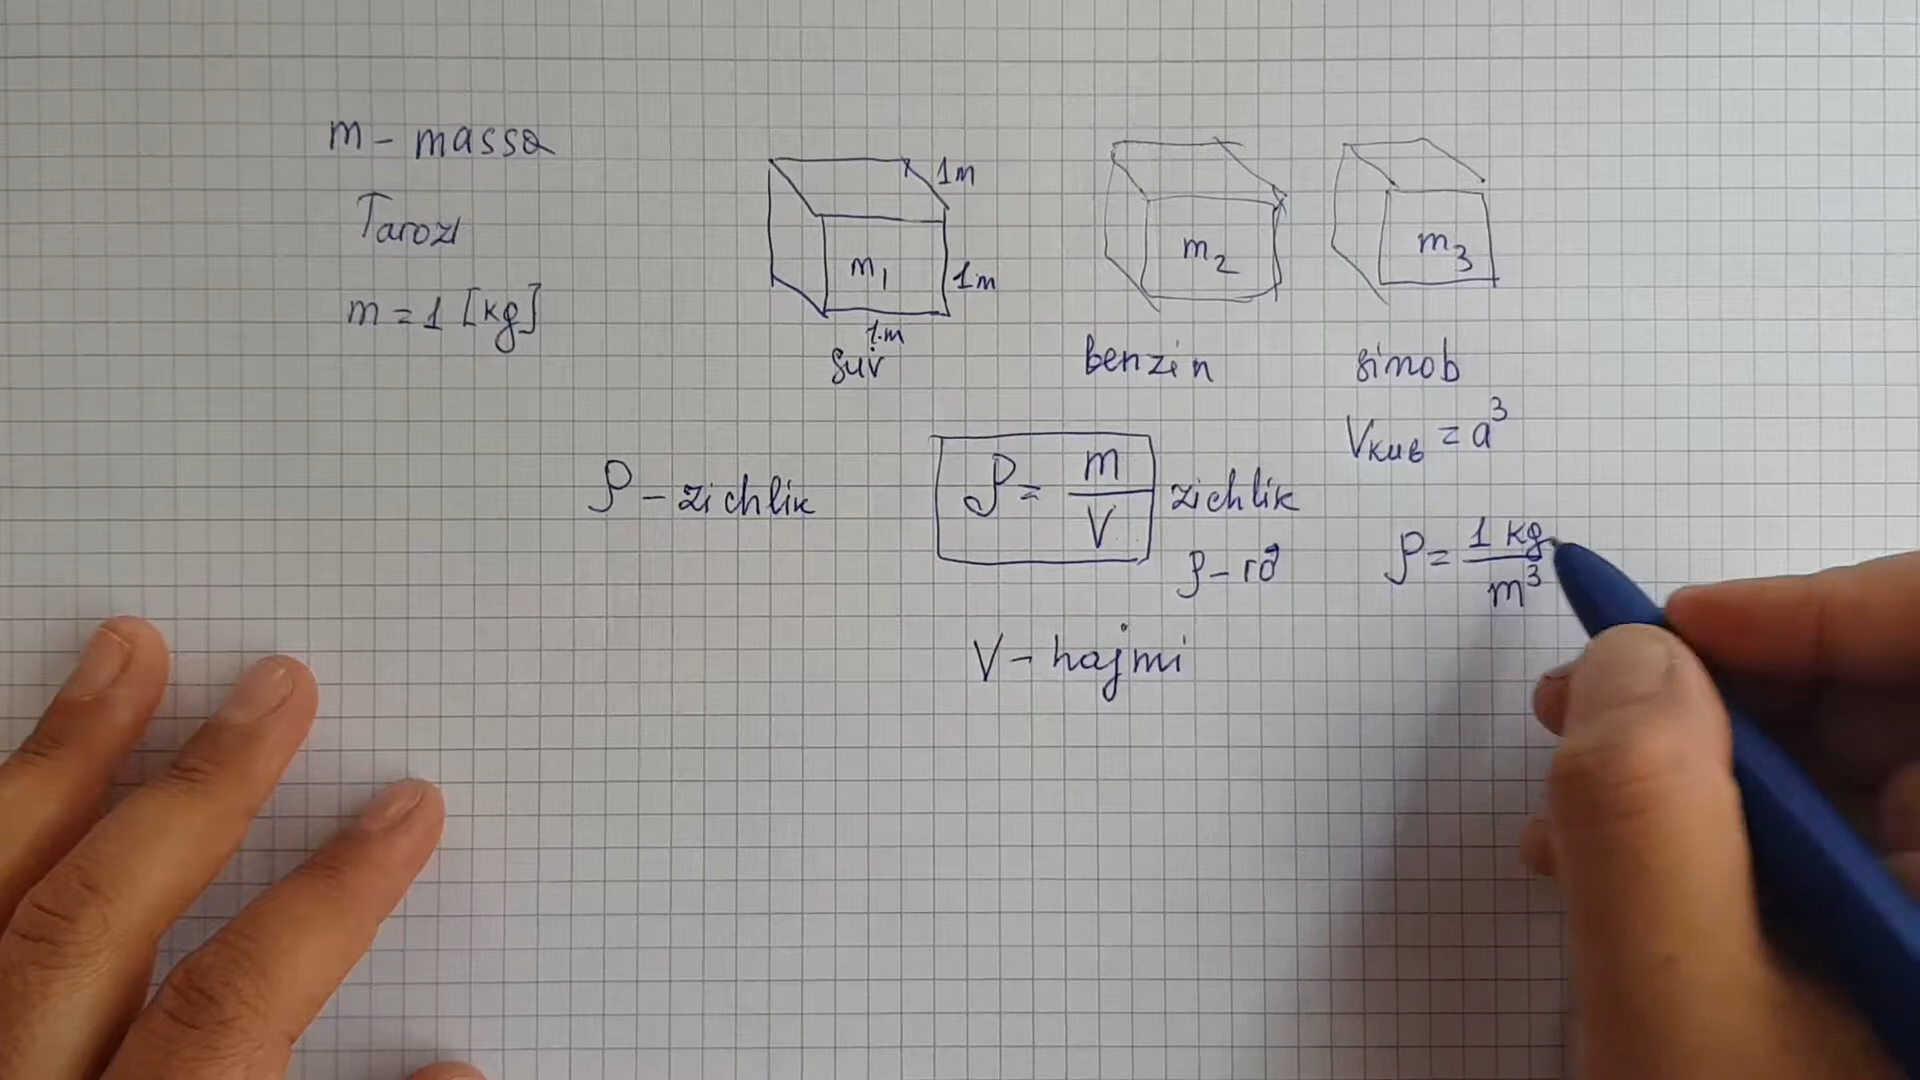 m - massa
Tarozi
m = 1 [kg]
1m
m₁
1m
1m
suv
m₂
benzin
m₃
simob
Vкив = a³
ρ - zichlik
ρ = m/V
zichlik
ρ - ro
ρ = 1 kg/m³
V - hajmi